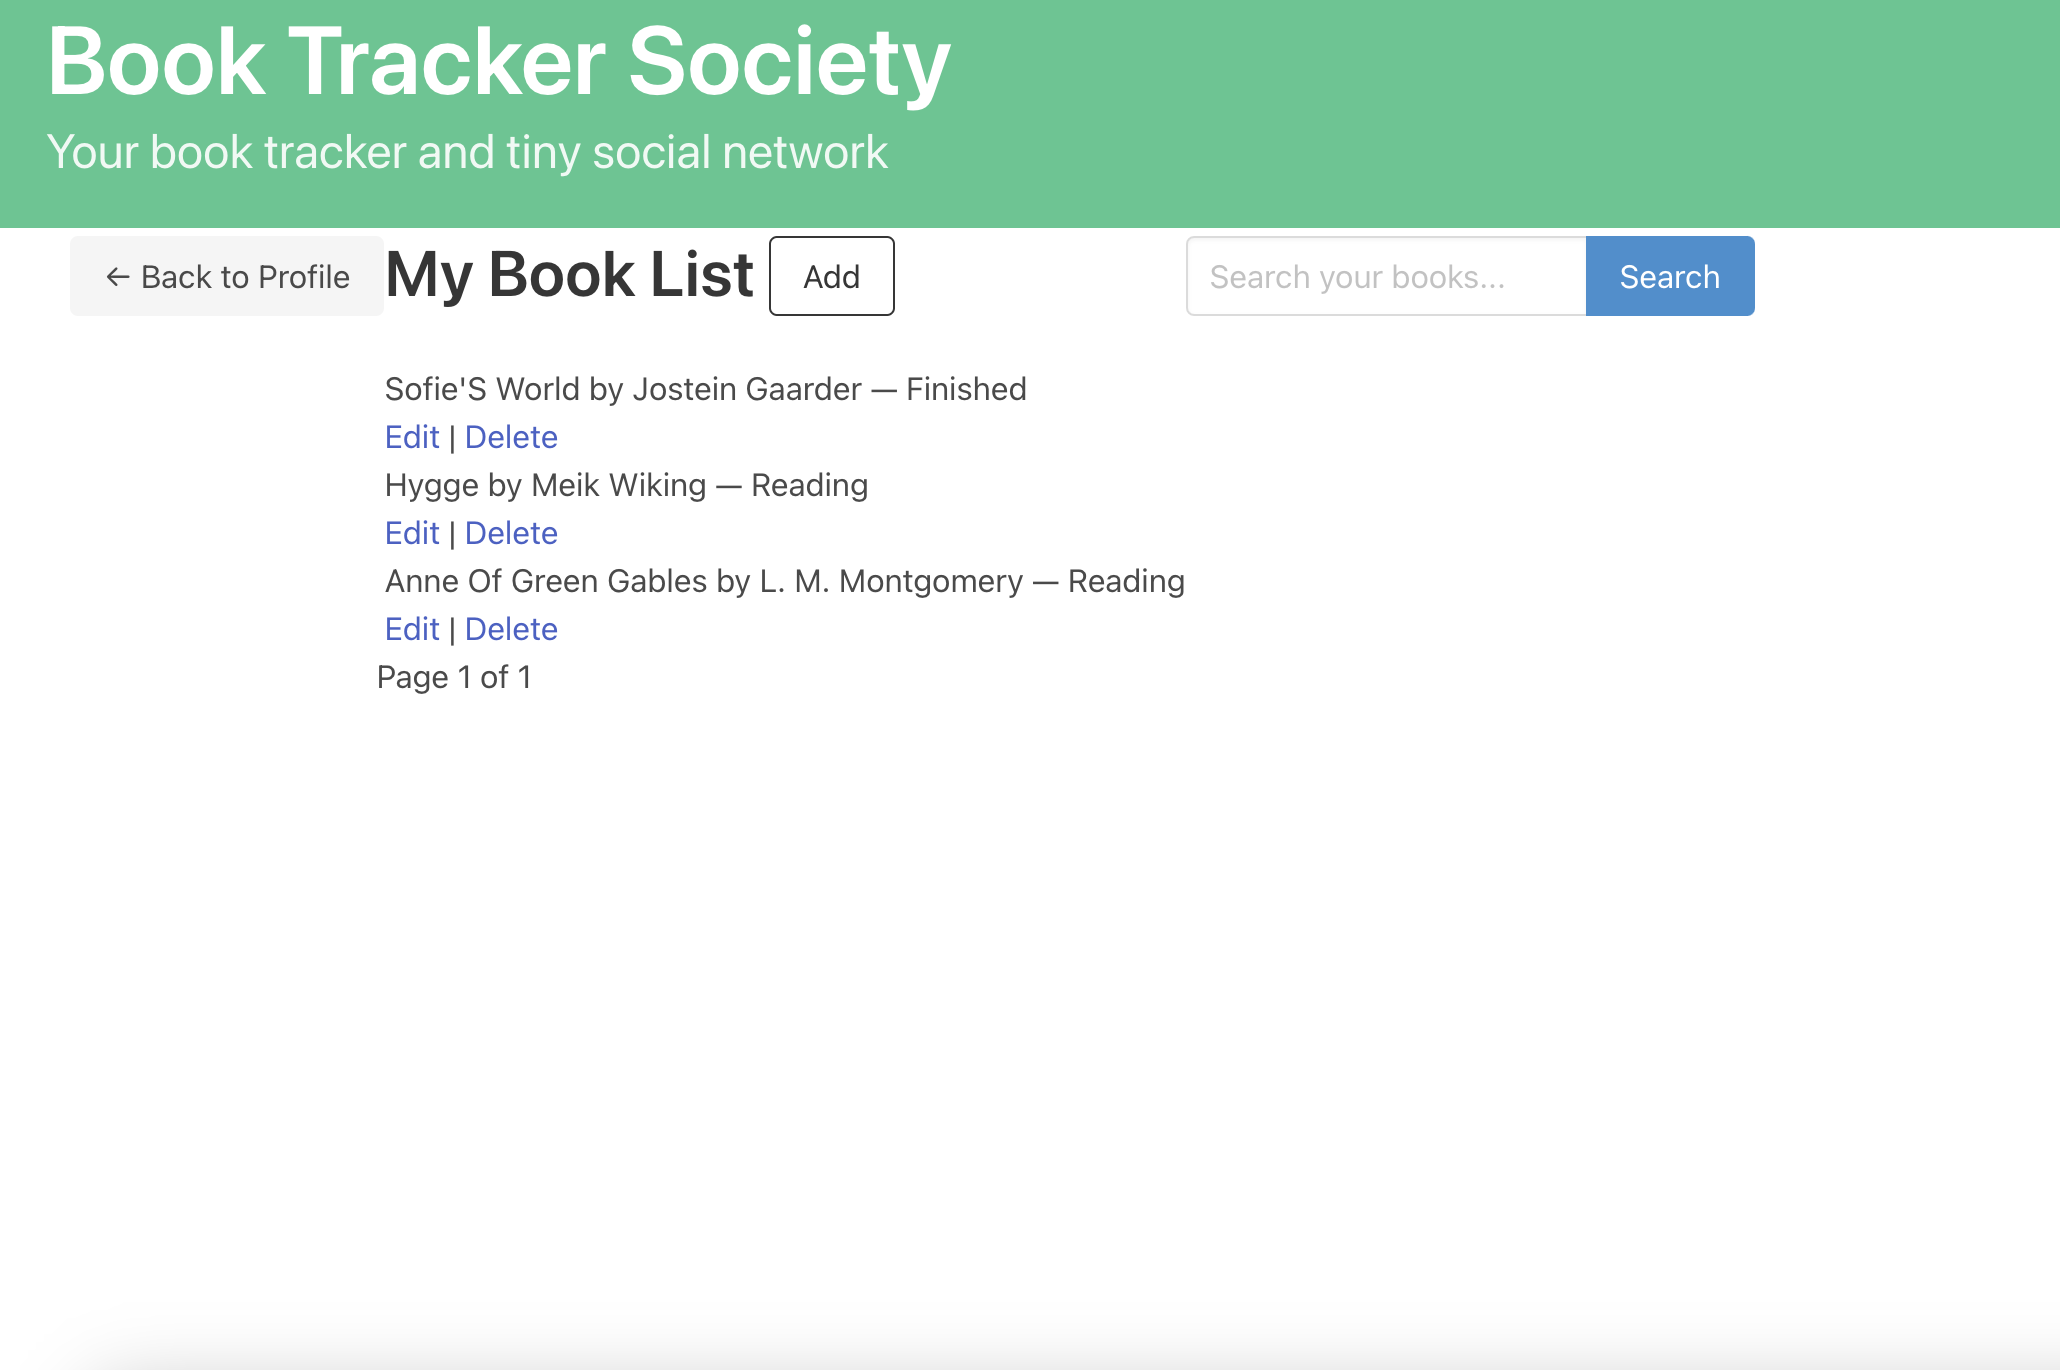 Book Tracker Society
Your book tracker and tiny social network
← Back to Profile
My Book List
Add
Search your books...
Search
Sofie'S World by Jostein Gaarder — Finished
Edit | Delete
Hygge by Meik Wiking — Reading
Edit | Delete
Anne Of Green Gables by L. M. Montgomery — Reading
Edit | Delete
Page 1 of 1